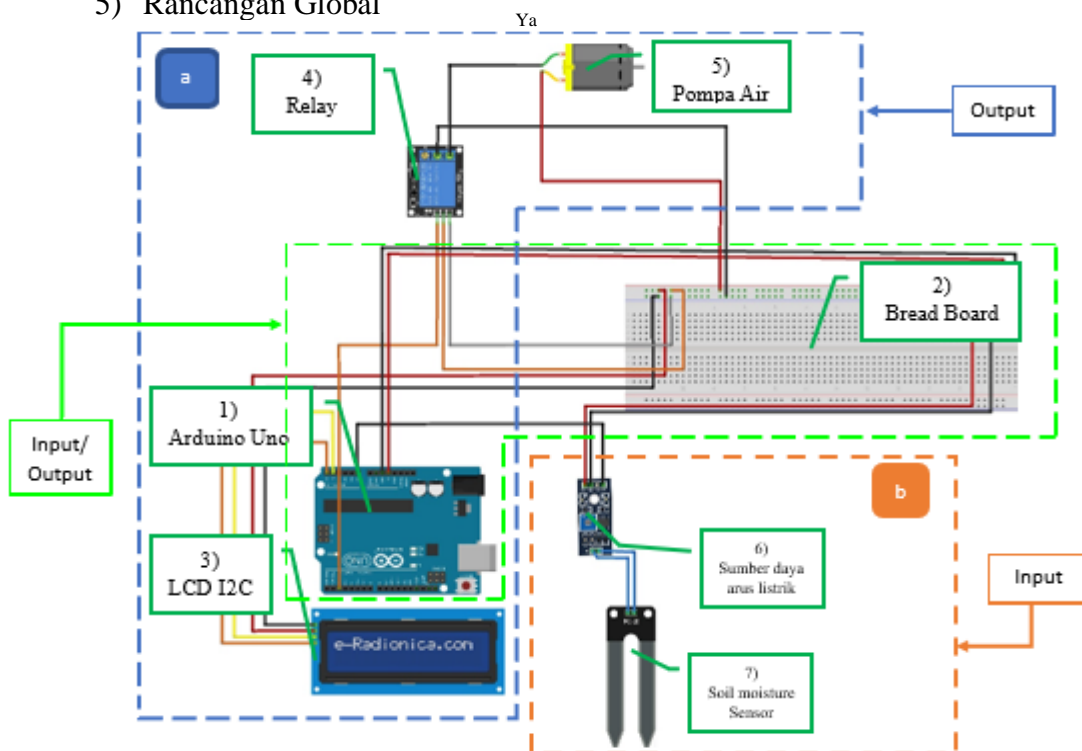 5) Rancangan Global
Ya
a
4)
Relay
5)
Pompa Air
Output
2)
Bread Board
1)
Arduino Uno
Input/
Output
b
3)
LCD I2C
6)
Sumber daya
arus listrik
Input
e-Radionica.com
7)
Soil moisture
Sensor